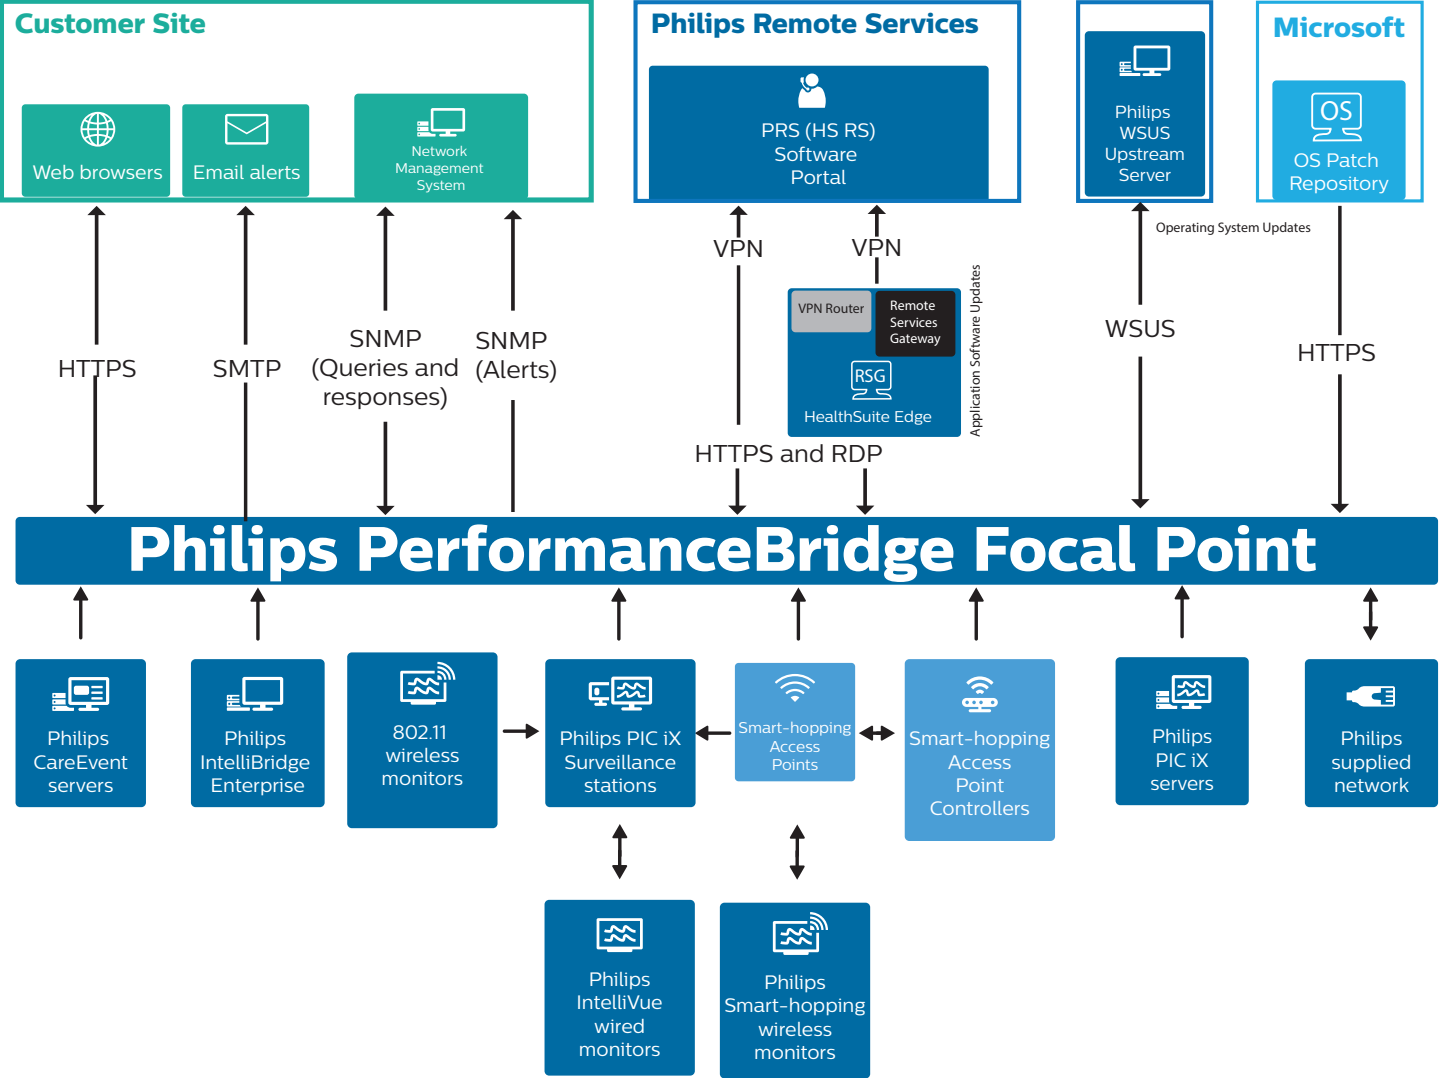 Customer Site
Web browsers
Email alerts
Network
Management
System
Philips Remote Services
PRS (HS RS)
Software
Portal
Philips
WSUS
Upstream
Server
Microsoft
OS
OS Patch
Repository
Operating System Updates
HTTPS
SMTP
SNMP
(Queries and
responses)
SNMP
(Alerts)
VPN
VPN
VPN Router
Remote
Services
Gateway
RSG
HealthSuite Edge
Application Software Updates
HTTPS and RDP
WSUS
HTTPS
Philips PerformanceBridge Focal Point
Philips
CareEvent
servers
Philips
IntelliBridge
Enterprise
802.11
wireless
monitors
Philips PIC iX
Surveillance
stations
Smart-hopping
Access
Points
Smart-hopping
Access
Point
Controllers
Philips
PIC iX
servers
Philips
supplied
network
Philips
IntelliVue
wired
monitors
Philips
Smart-hopping
wireless
monitors